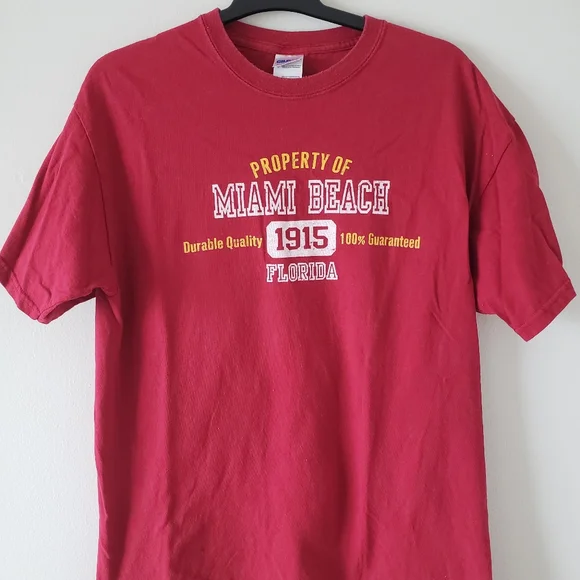 PROPERTY OF
MIAMI BEACH
Durable Quality 1915 100% Guaranteed
FLORIDA